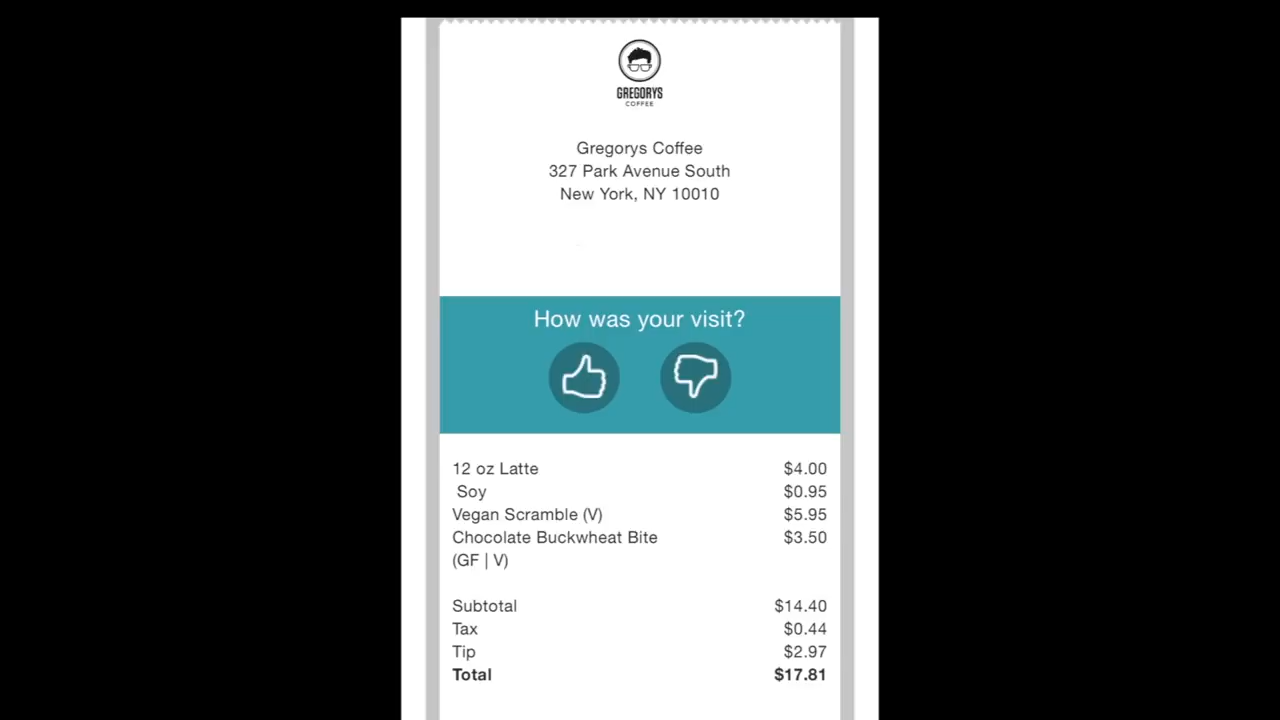 GREGORYS
COFFEE
Gregorys Coffee
327 Park Avenue South
New York, NY 10010
How was your visit?
12 oz Latte $4.00
Soy $0.95
Vegan Scramble (V) $5.95
Chocolate Buckwheat Bite $3.50
(GF | V)
Subtotal $14.40
Tax $0.44
Tip $2.97
Total $17.81